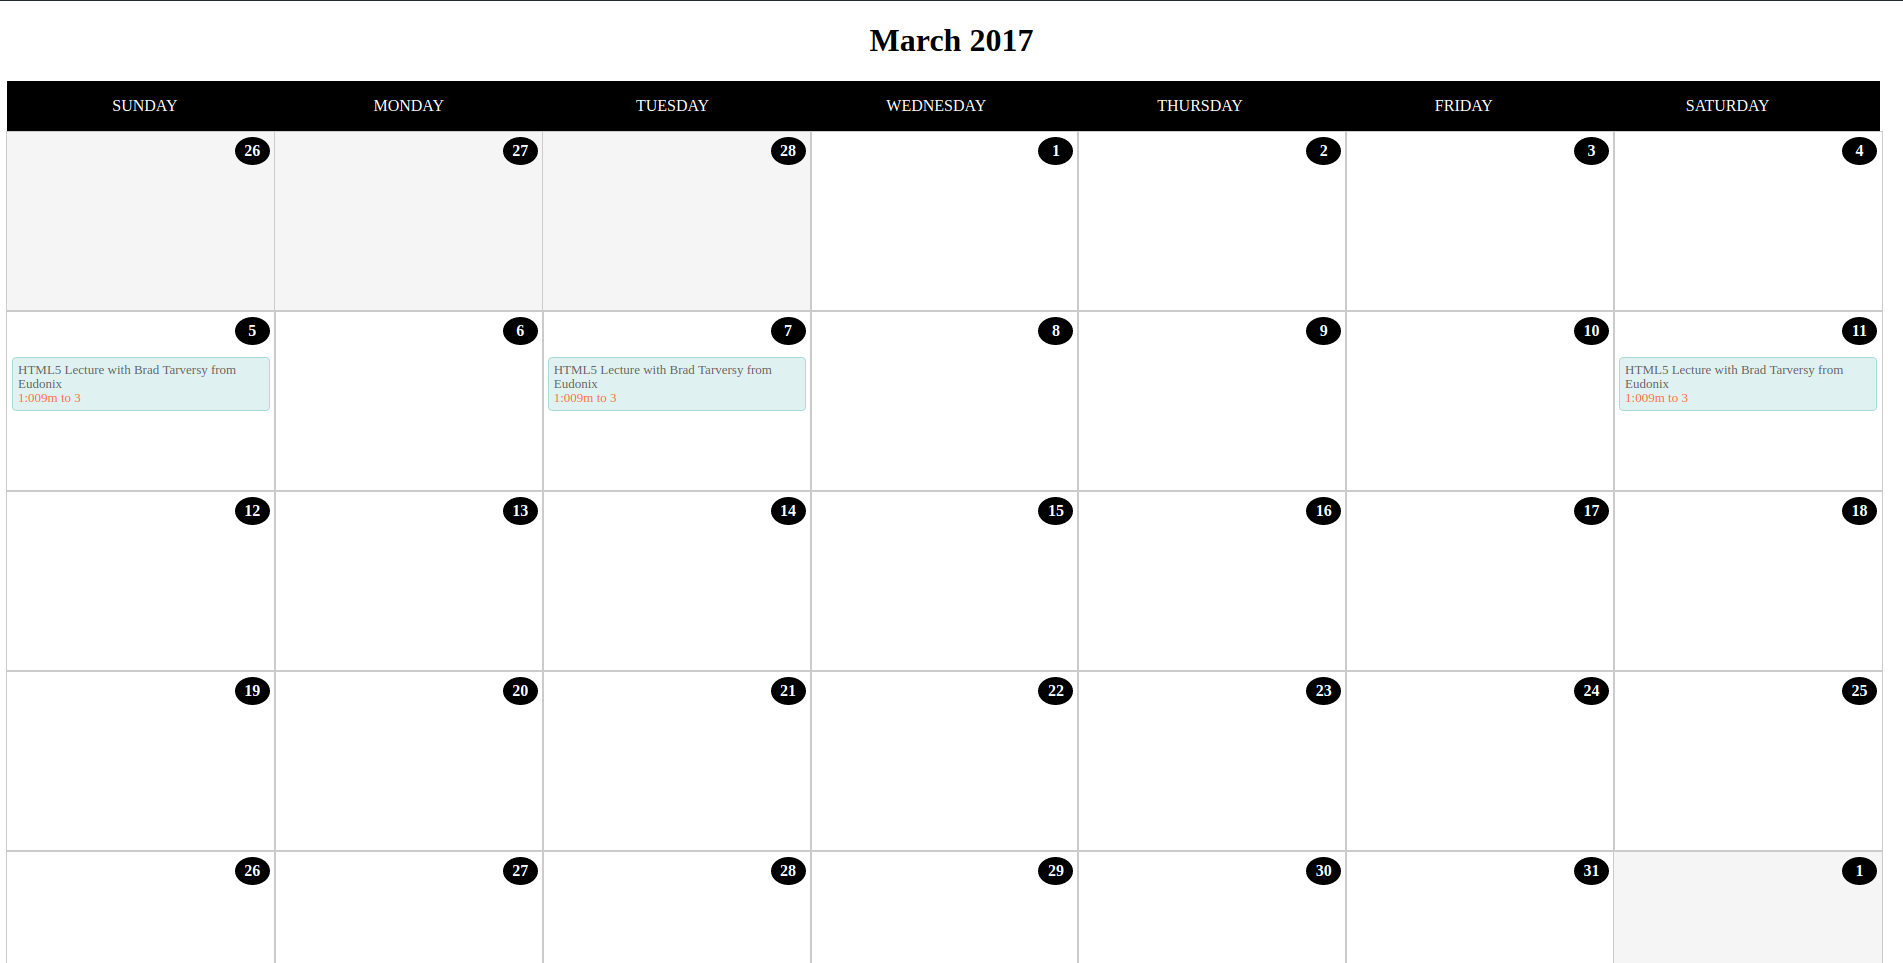 March 2017
SUNDAY MONDAY TUESDAY WEDNESDAY THURSDAY FRIDAY SATURDAY
26 27 28 1 2 3 4
5 6 7 8 9 10 11
HTML5 Lecture with Brad Tarversy from
Eudonix
1:009m to 3
HTML5 Lecture with Brad Tarversy from
Eudonix
1:009m to 3
HTML5 Lecture with Brad Tarversy from
Eudonix
1:009m to 3
12 13 14 15 16 17 18
19 20 21 22 23 24 25
26 27 28 29 30 31 1